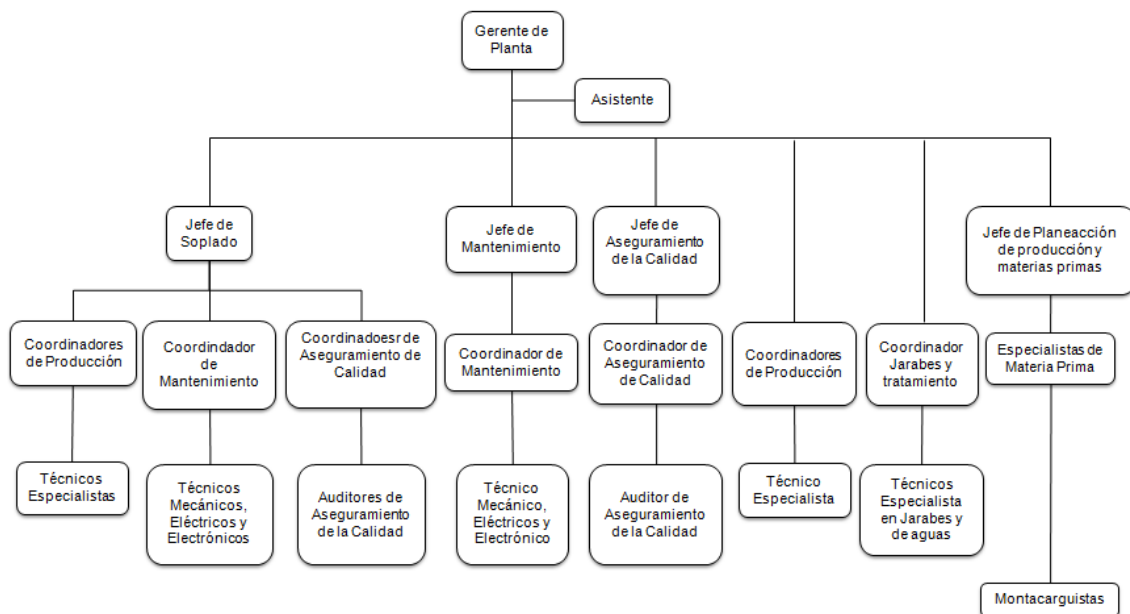 Gerente de
Planta
Asistente
Jefe de
Soplado
Jefe de
Mantenimiento
Jefe de
Aseguramiento
de la Calidad
Jefe de Planeacción
de producción y
materias primas
Coordinadores
de Producción
Coordindador
de
Mantenimiento
Coordinadoesr de
Aseguramiento de
Calidad
Coordinador de
Mantenimiento
Coordinador de
Aseguramiento
de Calidad
Coordinadores
de Producción
Coordinador
Jarabes y
tratamiento
Especialistas de
Materia Prima
Técnicos
Especialistas
Técnicos
Mecánicos,
Eléctricos y
Electrónicos
Auditores de
Aseguramiento
de la Calidad
Técnico
Mecánico,
Eléctricos y
Electrónico
Auditor de
Aseguramiento
de la Calidad
Técnico
Especialista
Técnicos
Especialista
en Jarabes y
de aguas
Montacarguistas